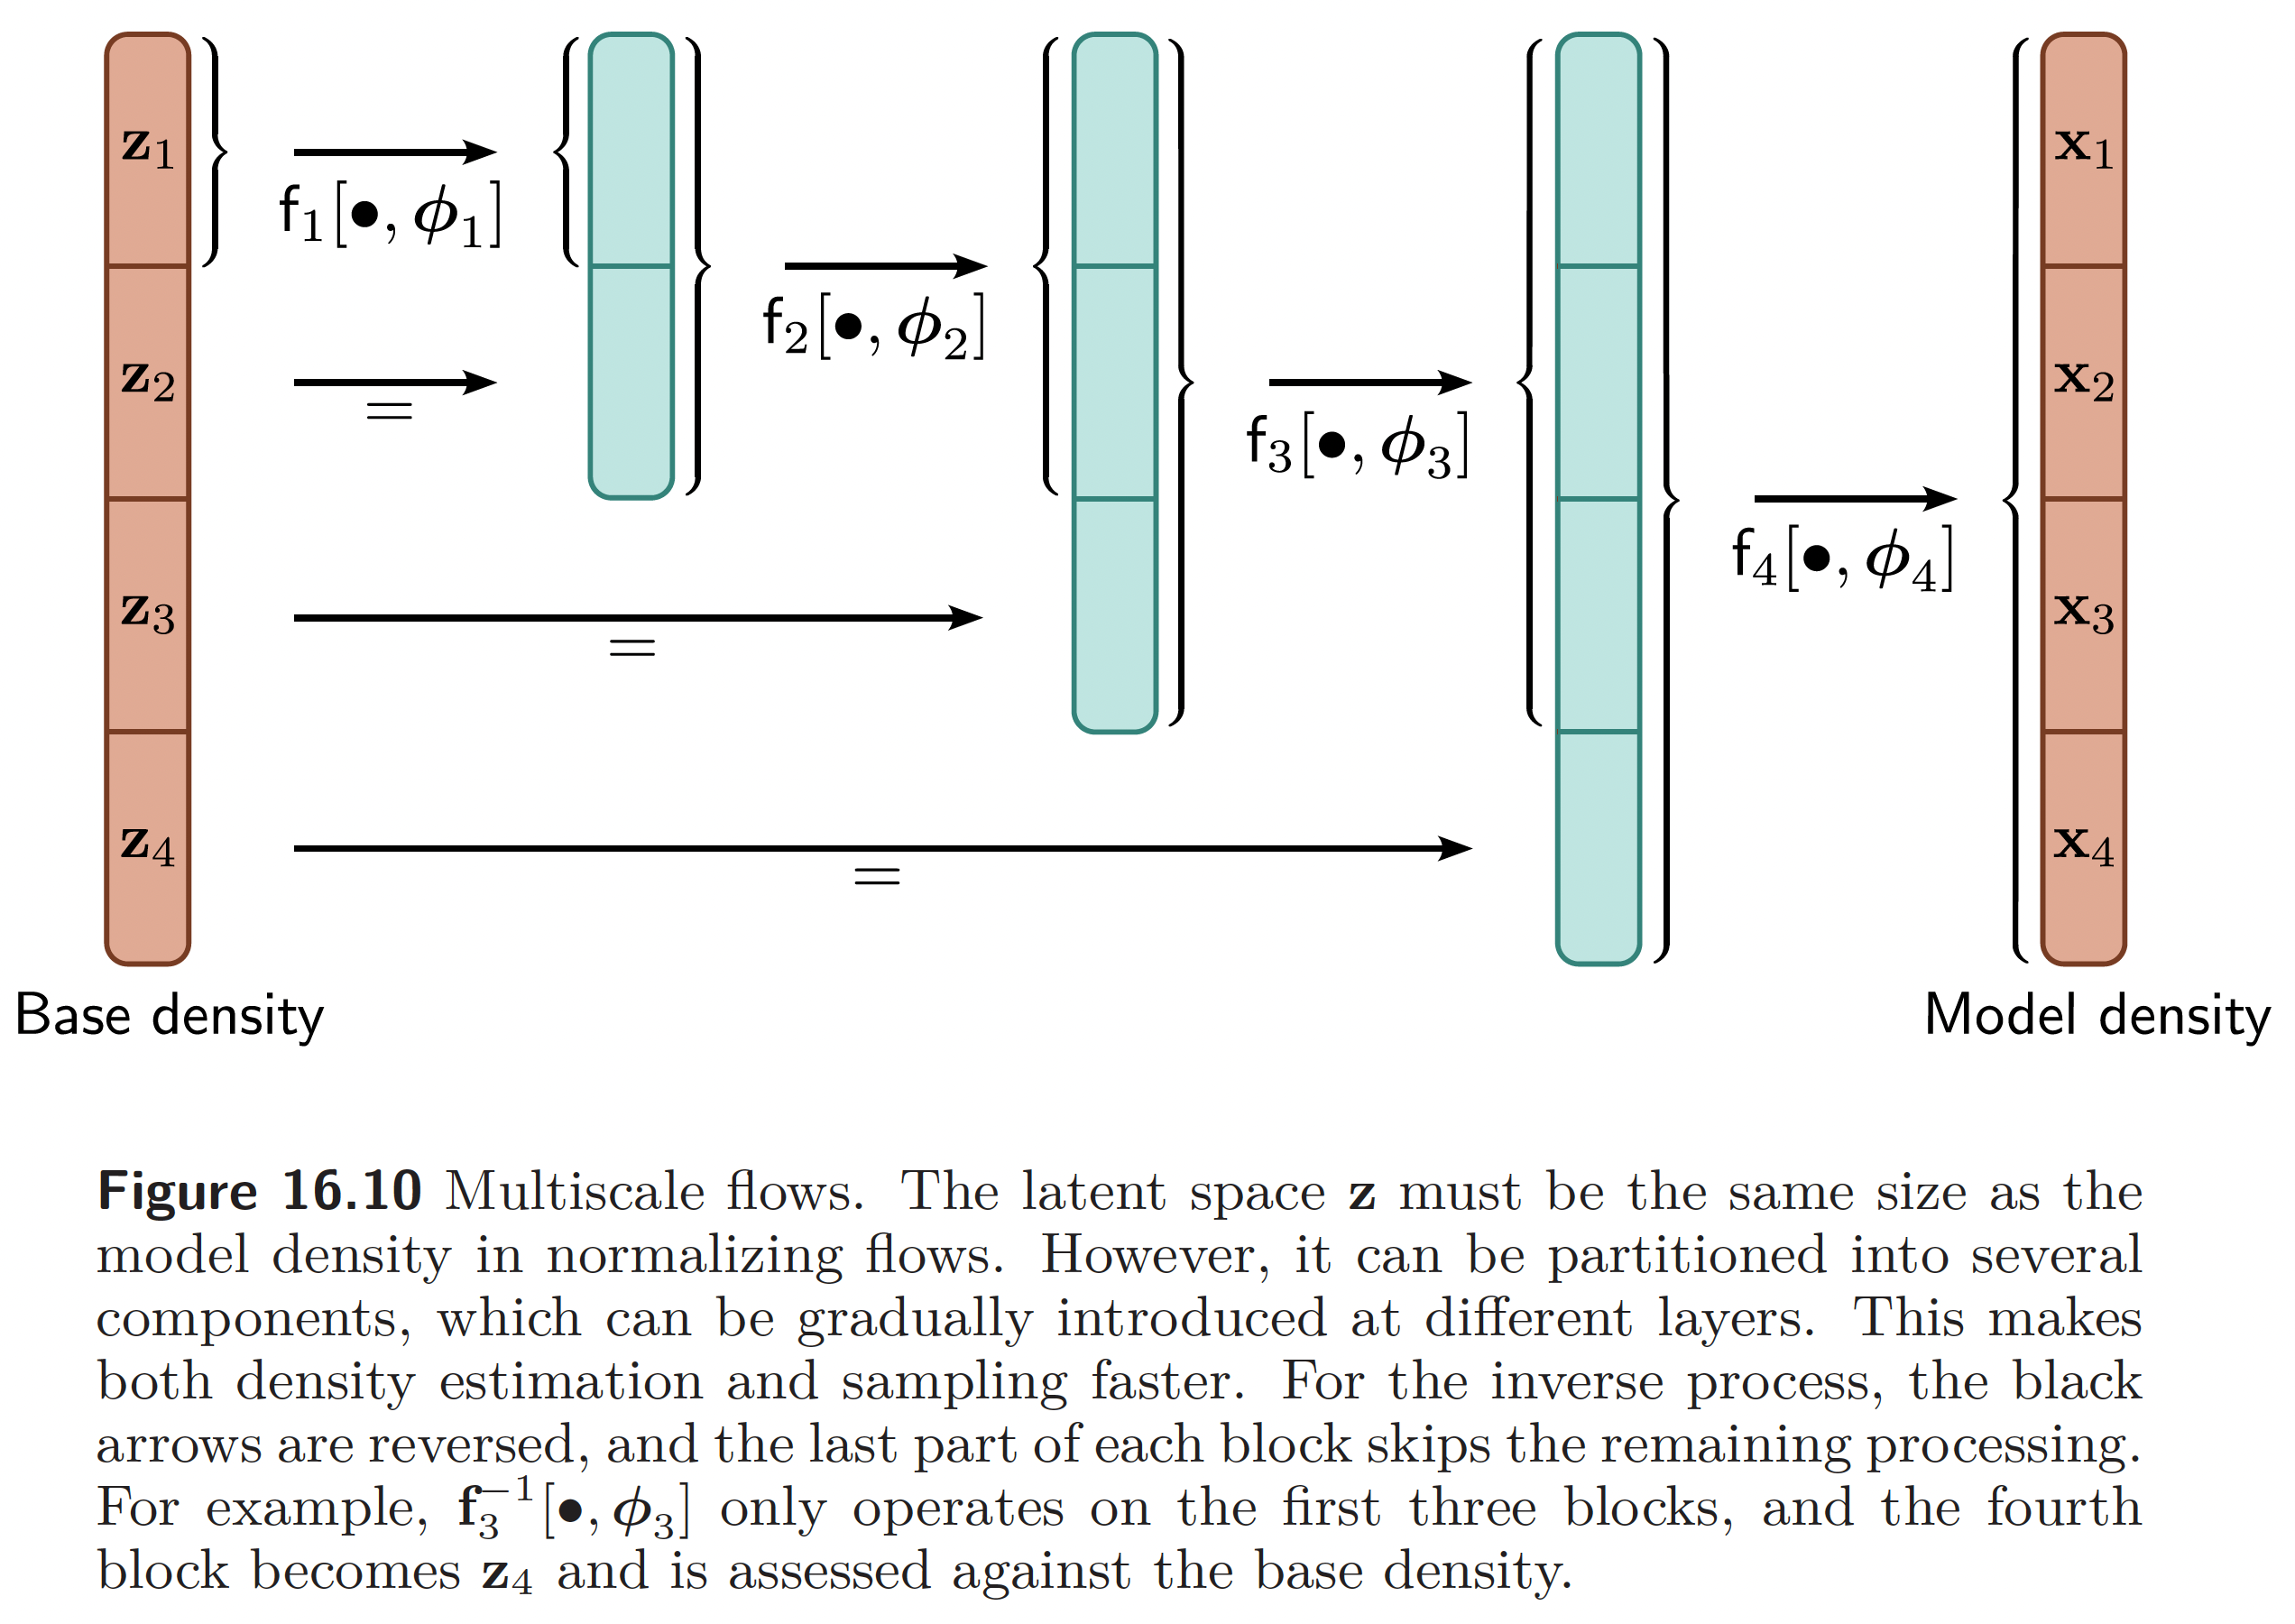 z₁
x₁
f₁[•, ϕ₁]
f₂[•, ϕ₂]
z₂
=
x₂
f₃[•, ϕ₃]
f₄[•, ϕ₄]
z₃
=
x₃
z₄
=
x₄
Base density
Model density
Figure 16.10 Multiscale flows. The latent space z must be the same size as the
model density in normalizing flows. However, it can be partitioned into several
components, which can be gradually introduced at different layers. This makes
both density estimation and sampling faster. For the inverse process, the black
arrows are reversed, and the last part of each block skips the remaining processing.
For example, f₃⁻¹[•, ϕ₃] only operates on the first three blocks, and the fourth
block becomes z₄ and is assessed against the base density.